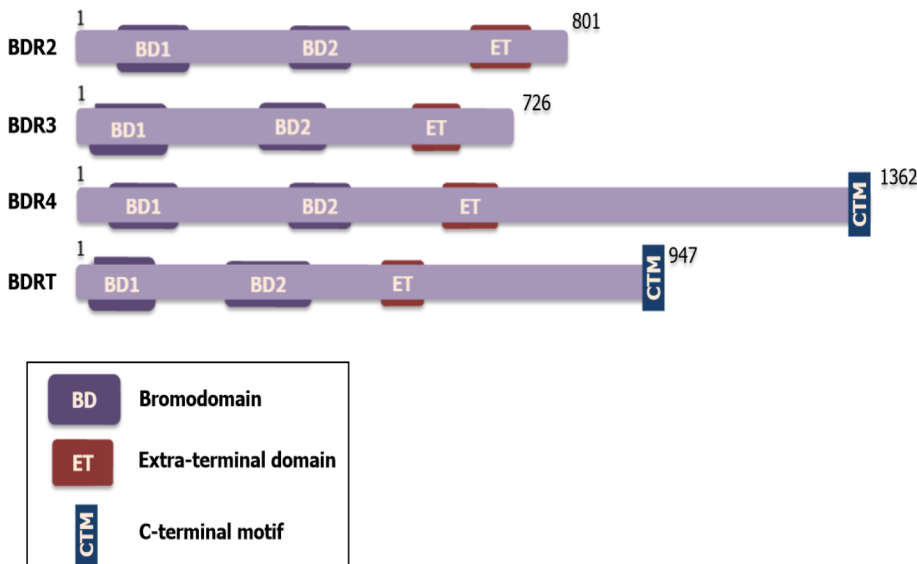 1 801
BDR2 BD1 BD2 ET
1 726
BDR3 BD1 BD2 ET
1 1362
BDR4 BD1 BD2 ET CTM
1 947
BDRT BD1 BD2 ET CTM
BD Bromodomain
ET Extra-terminal domain
CTM C-terminal motif